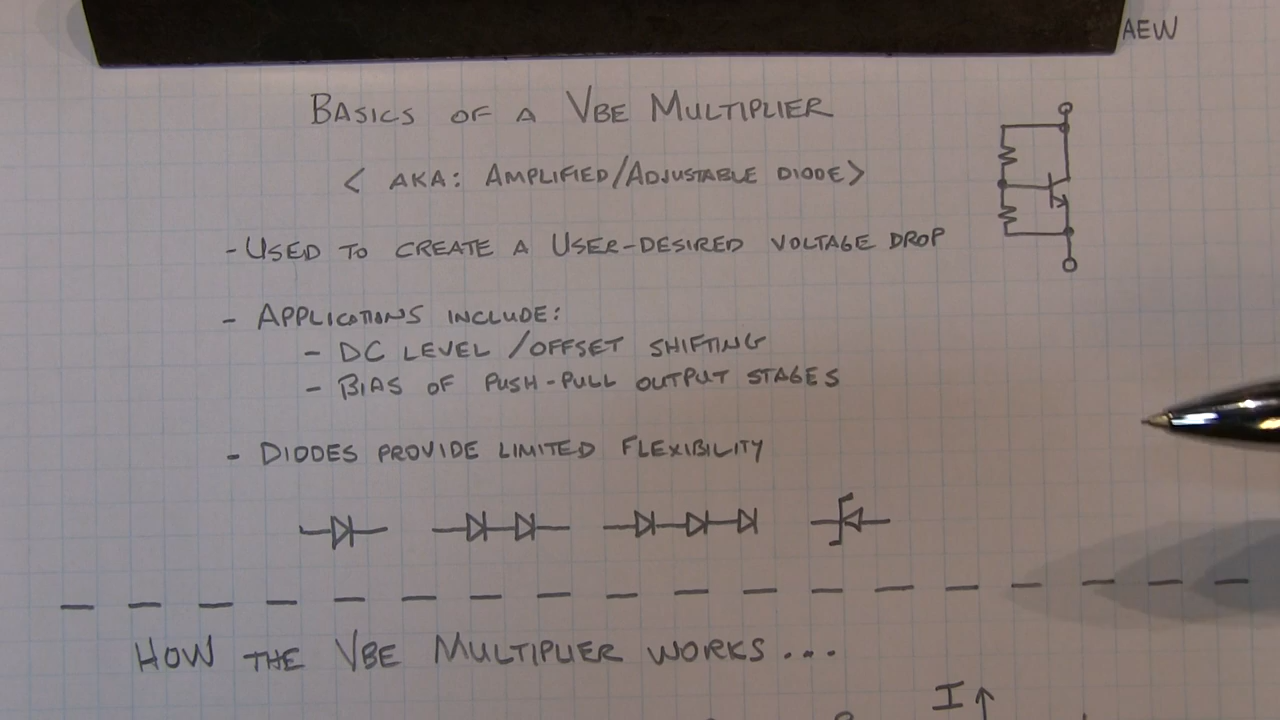 AEW
BASICS OF A VBE MULTIPLIER
< AKA: AMPLIFIED/ADJUSTABLE DIODE>
- USED TO CREATE A USER-DESIRED VOLTAGE DROP
- APPLICATIONS INCLUDE:
- DC LEVEL /OFFSET SHIFTING
- BIAS OF PUSH-PULL OUTPUT STAGES
- DIODES PROVIDE LIMITED FLEXIBILITY
HOW THE VBE MULTIPLIER WORKS...
I